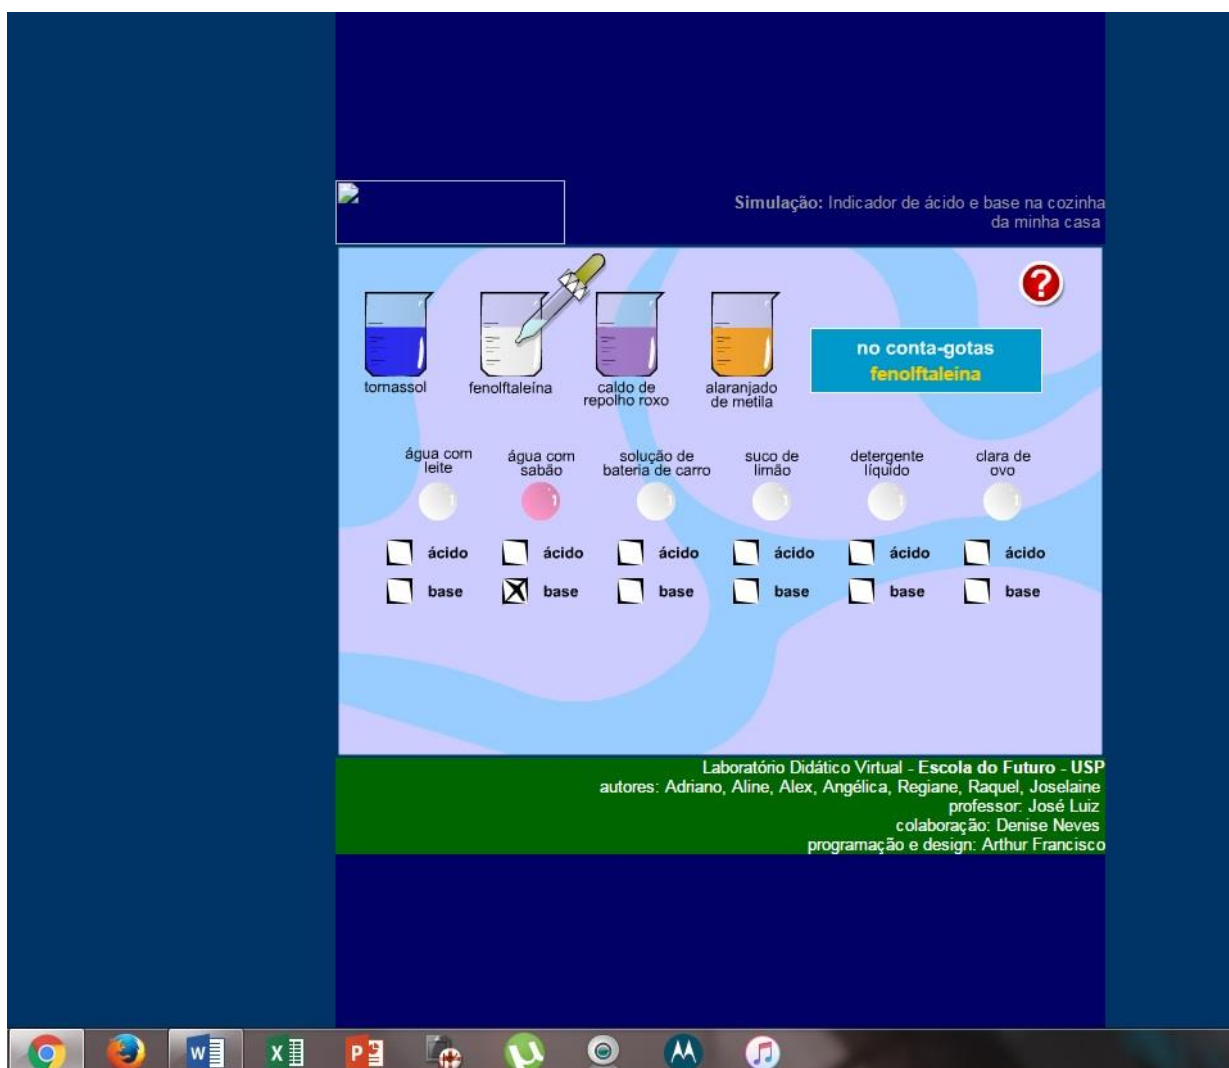 Simulação: Indicador de ácido e base na cozinha
da minha casa
?
no conta-gotas
fenolftaleína
tornassol
fenolftaleína
caldo de
repolho roxo
alaranjado
de metila
água com
leite
água com
sabão
solução de
bateria de carro
suco de
limão
detergente
líquido
clara de
ovo
ácido
ácido
ácido
ácido
ácido
ácido
base
base
base
base
base
base
Laboratório Didático Virtual - Escola do Futuro - USP
autores: Adriano, Aline, Alex, Angélica, Regiane, Raquel, Joselaine
professor: José Luiz
colaboração: Denise Neves
programação e design: Arthur Francisco